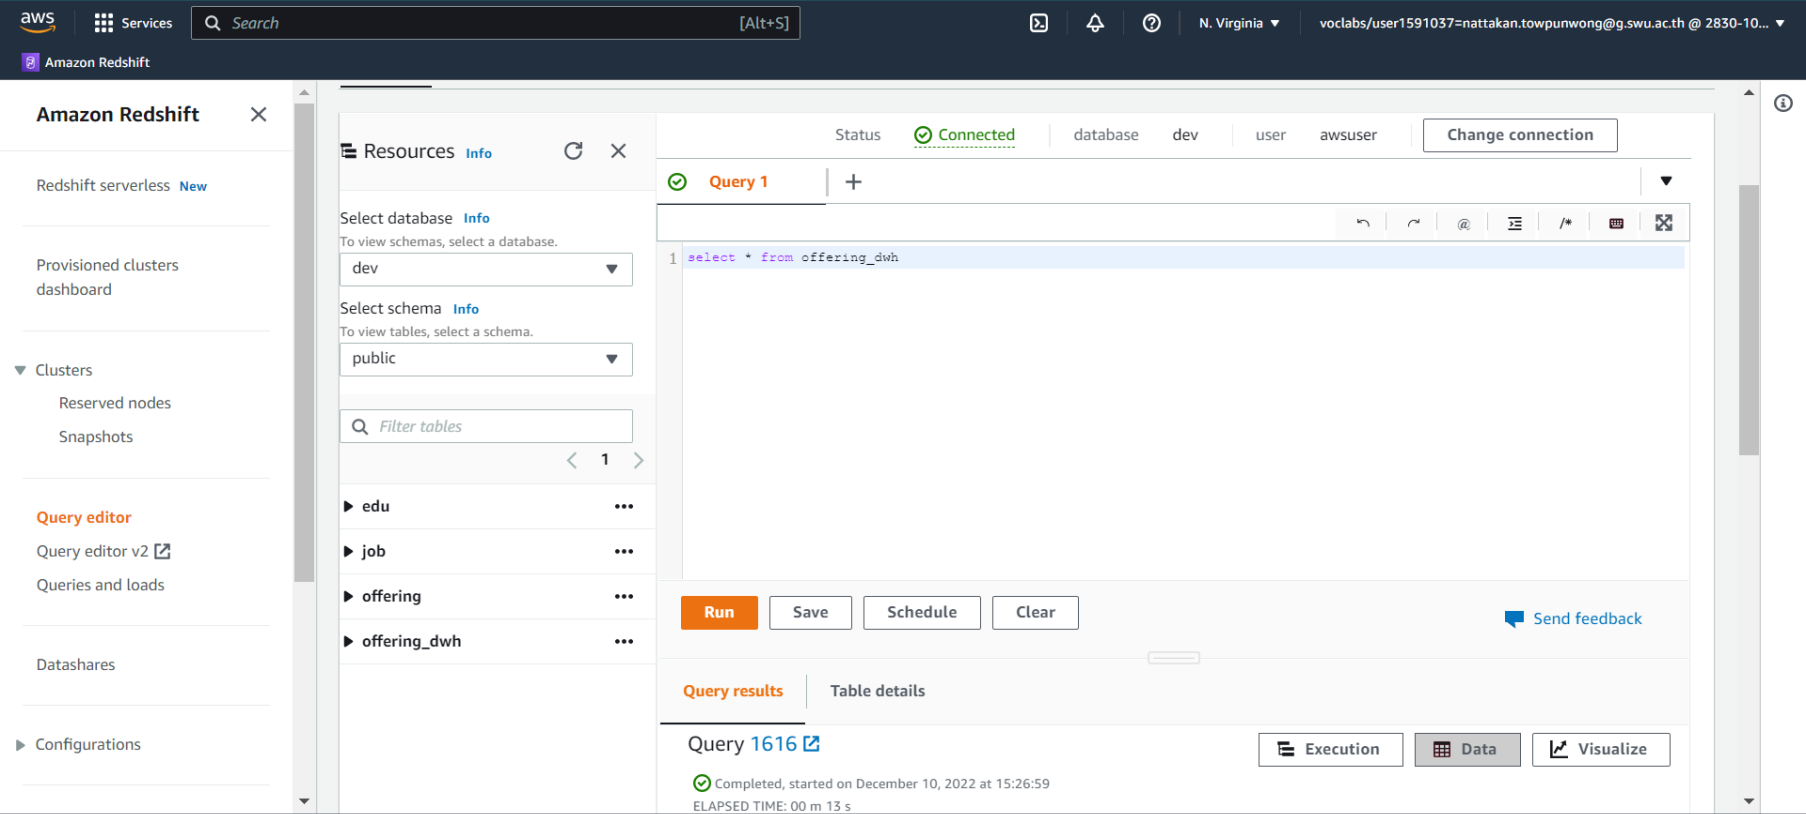 aws
Services
Search
[Alt+S]
N. Virginia
voclabs/user1591037=nattakan.towpunwong@g.swu.ac.th @ 2830-10...
Amazon Redshift
Amazon Redshift
Redshift serverless New
Provisioned clusters
dashboard
Clusters
Reserved nodes
Snapshots
Query editor
Query editor v2
Queries and loads
Datashares
Configurations
Resources Info
Select database Info
To view schemas, select a database.
dev
Select schema Info
To view tables, select a schema.
public
Filter tables
1
edu
job
offering
offering_dwh
Status Connected database dev user awsuser Change connection
Query 1
@ /*
1 select * from offering_dwh
Run Save Schedule Clear
Send feedback
Query results Table details
Query 1616
Execution Data Visualize
Completed, started on December 10, 2022 at 15:26:59
ELAPSED TIME: 00 m 13 s